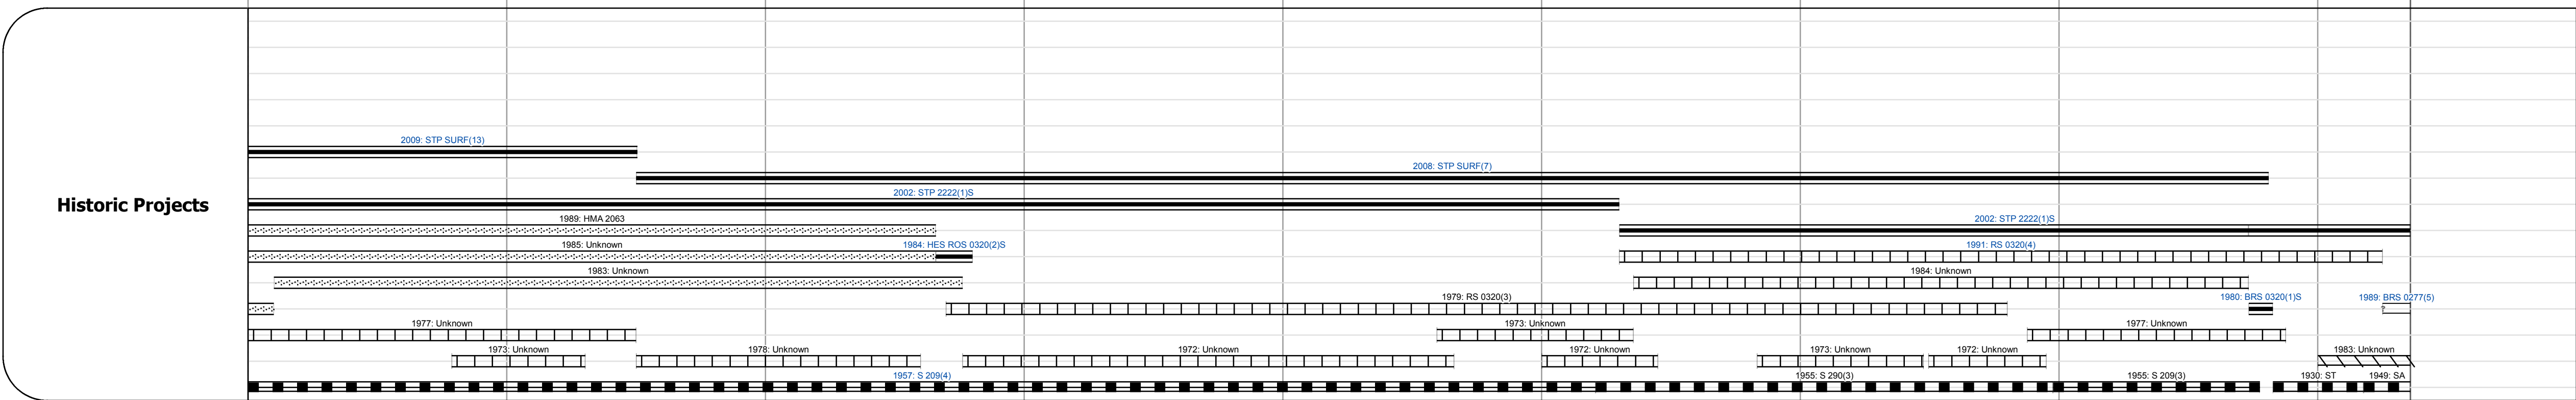 2009: STP SURF(13)
2008: STP SURF(7)
2002: STP 2222(1)S
Historic Projects
1989: HMA 2063
2002: STP 2222(1)S
1985: Unknown
1984: HES ROS 0320(2)S
1991: RS 0320(4)
1983: Unknown
1984: Unknown
1979: RS 0320(3)
1980: BRS 0320(1)S
1989: BRS 0277(5)
1977: Unknown
1973: Unknown
1977: Unknown
1973: Unknown
1978: Unknown
1972: Unknown
1972: Unknown
1973: Unknown
1972: Unknown
1983: Unknown
1957: S 209(4)
1955: S 290(3)
1955: S 209(3)
1930: ST
1949: SA